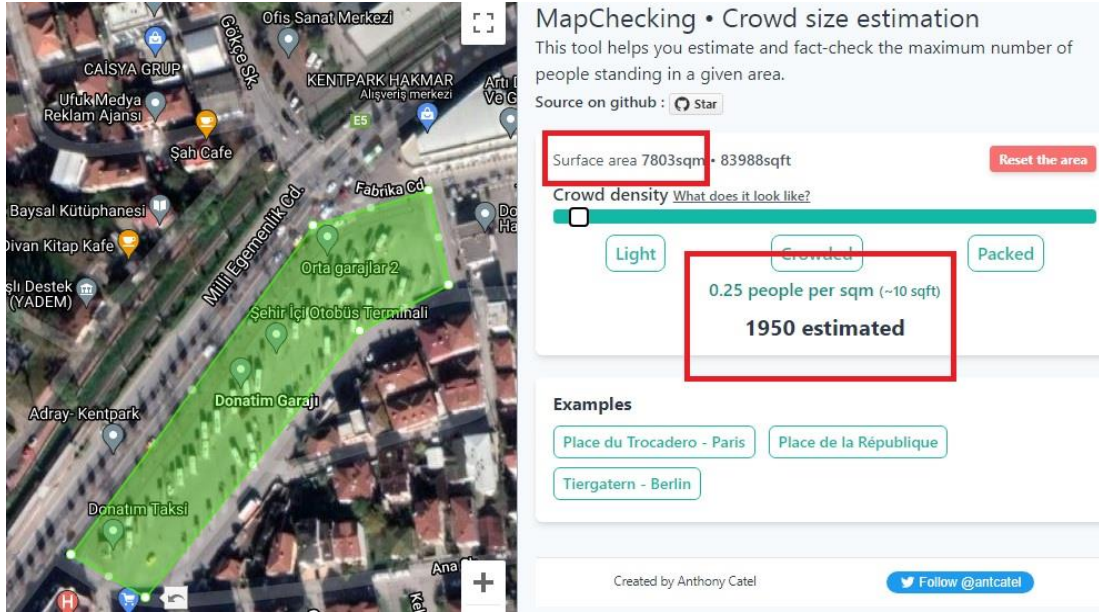 Ofis Sanat Merkezi
Gökçe Sk.
CAİSYA GRUP
KENTPARK HAKMAR
Alışveriş merkezi
Ufuk Medya
Reklam Ajansı
E5
Şah Cafe
Fabrika Cd.
Baysal Kütüphanesi
Divan Kitap Kafe
Milli Egemenlik Cd.
Orta garajlar 2
şlı Destek
(YADEM)
Şehir İçi Otobüs Terminali
Donatim Garajı
Adray- Kentpark
Donatım Taksi
H
+
MapChecking • Crowd size estimation
This tool helps you estimate and fact-check the maximum number of
people standing in a given area.
Source on github : Star
Surface area 7803sqm • 83988sqft
Reset the area
Crowd density What does it look like?
Light
Crowded
Packed
0.25 people per sqm (~10 sqft)
1950 estimated
Examples
Place du Trocadero - Paris
Place de la République
Tiergatern - Berlin
Created by Anthony Catel
Follow @antcatel